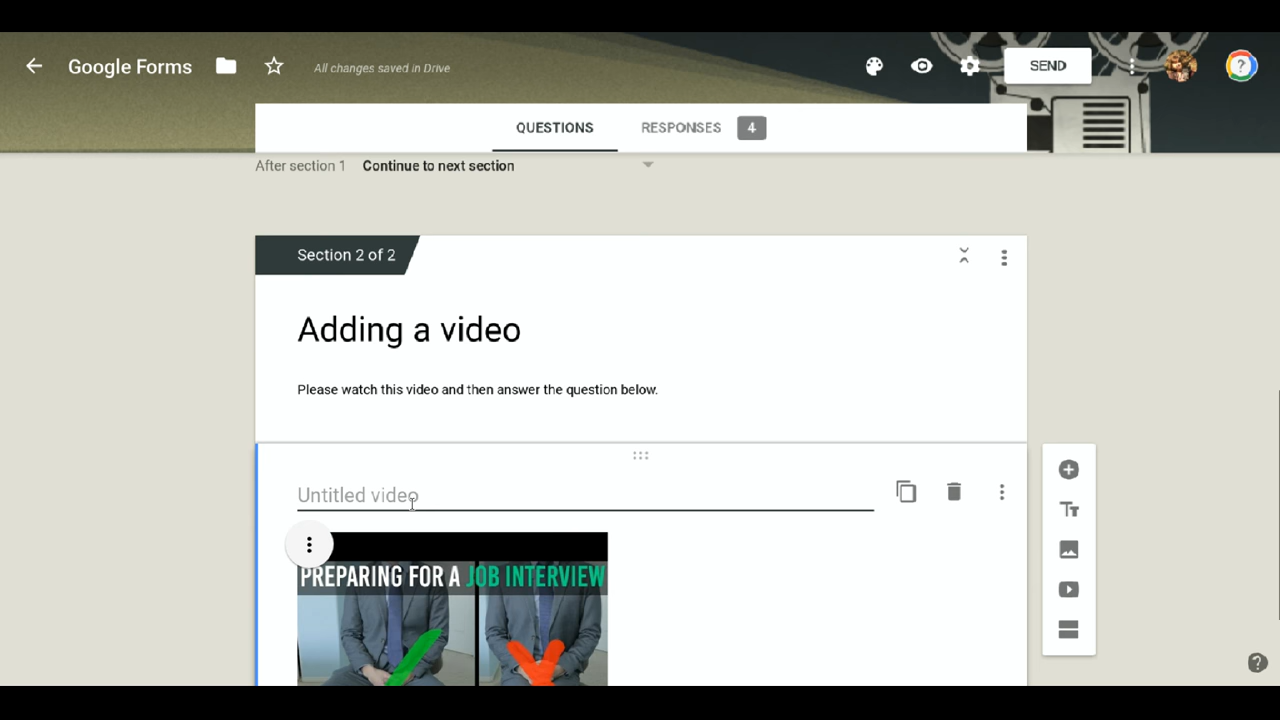 Google Forms
All changes saved in Drive
SEND
QUESTIONS
RESPONSES 4
After section 1 Continue to next section
Section 2 of 2
Adding a video
Please watch this video and then answer the question below.
Untitled video
PREPARING FOR A JOB INTERVIEW